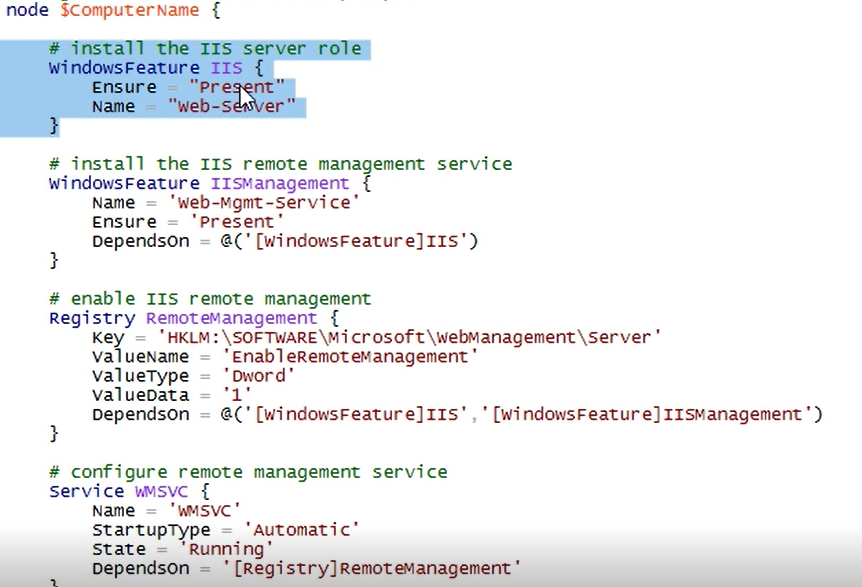 node $ComputerName {
# install the IIS server role
WindowsFeature IIS {
Ensure = "Present"
Name = "Web-Server"
}
# install the IIS remote management service
WindowsFeature IISManagement {
Name = 'Web-Mgmt-Service'
Ensure = 'Present'
DependsOn = @('[WindowsFeature]IIS')
}
# enable IIS remote management
Registry RemoteManagement {
Key = 'HKLM:\SOFTWARE\Microsoft\WebManagement\Server'
ValueName = 'EnableRemoteManagement'
ValueType = 'Dword'
ValueData = '1'
DependsOn = @('[WindowsFeature]IIS','[WindowsFeature]IISManagement')
}
# configure remote management service
Service WMSVC {
Name = 'WMSVC'
StartupType = 'Automatic'
State = 'Running'
DependsOn = '[Registry]RemoteManagement'
}